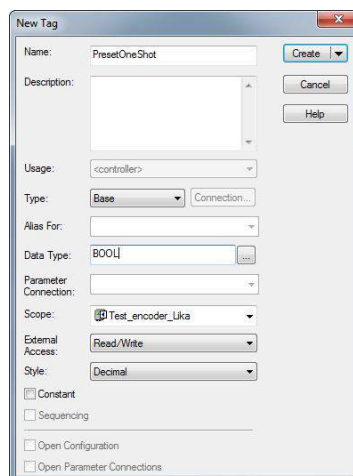 New Tag
Name: PresetOneShot Create
Description: Cancel
Help
Usage: <controller>
Type: Base Connection...
Alias For:
Data Type: BOOL ...
Parameter
Connection:
Scope: Test_encoder_Lika
External
Access: Read/Write
Style: Decimal
Constant
Sequencing
Open Configuration
Open Parameter Connections